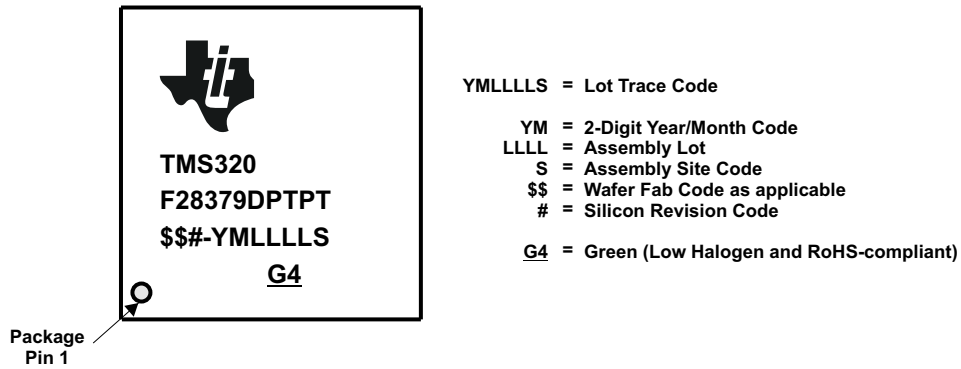 TMS320
F28379DPTPT
$$#-YMLLLLS
G4
Package
Pin 1
YMLLLLS = Lot Trace Code
YM = 2-Digit Year/Month Code
LLLL = Assembly Lot
S = Assembly Site Code
$$ = Wafer Fab Code as applicable
# = Silicon Revision Code
G4 = Green (Low Halogen and RoHS-compliant)